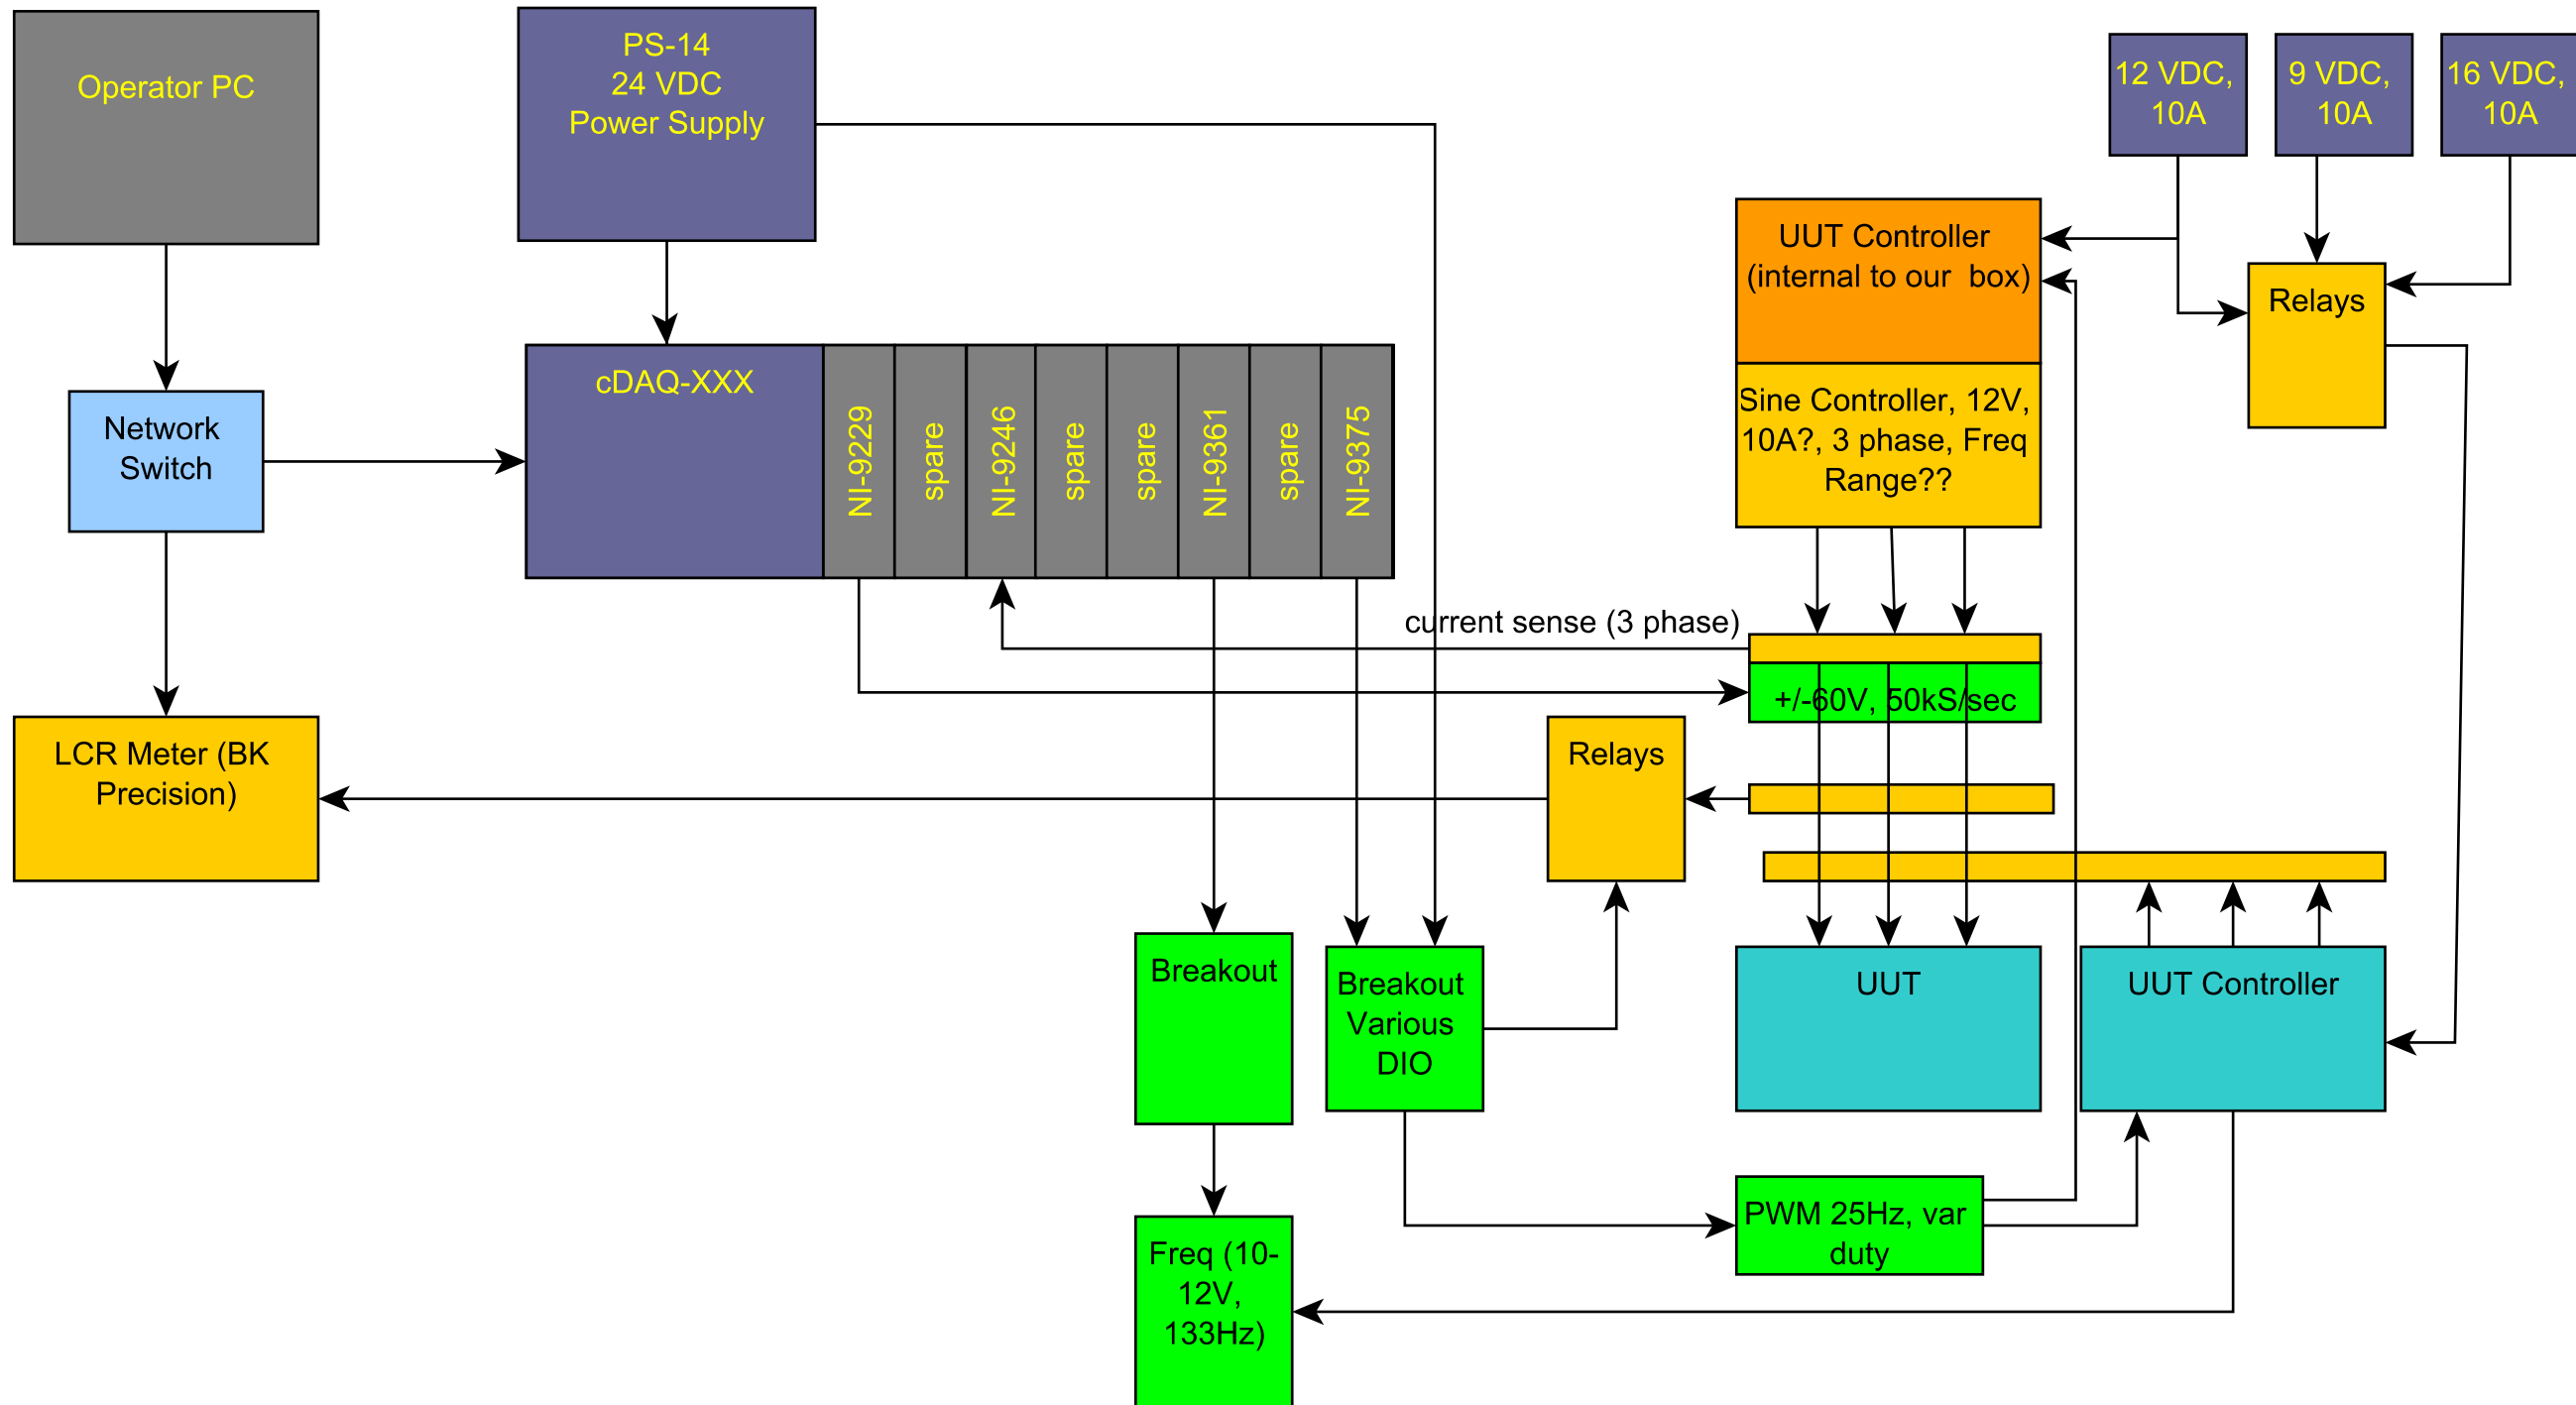 Operator PC
PS-14
24 VDC
Power Supply
12 VDC,
10A
9 VDC,
10A
16 VDC,
10A
UUT Controller
(internal to our  box)
Relays
Sine Controller, 12V,
10A?, 3 phase, Freq
Range??
Network
Switch
cDAQ-XXX
NI-9229
spare
NI-9246
spare
spare
NI-9361
spare
NI-9375
current sense (3 phase)
+/-60V, 50kS/sec
LCR Meter (BK
Precision)
Relays
Breakout
Breakout
Various
DIO
UUT
UUT Controller
PWM 25Hz, var
duty
Freq (10-
12V,
133Hz)